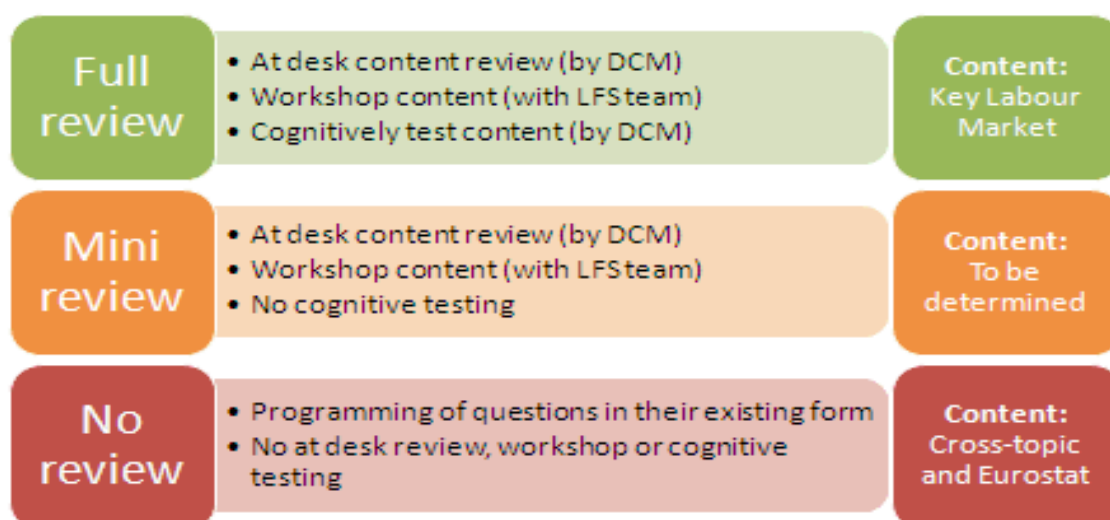 Full
review
• At desk content review (by DCM)
• Workshop content (with LFS team)
• Cognitively test content (by DCM)
Content:
Key Labour
Market
Mini
review
• At desk content review (by DCM)
• Workshop content (with LFS team)
• No cognitive testing
Content:
To be
determined
No
review
• Programming of questions in their existing form
• No at desk review, workshop or cognitive
testing
Content:
Cross-topic
and Eurostat